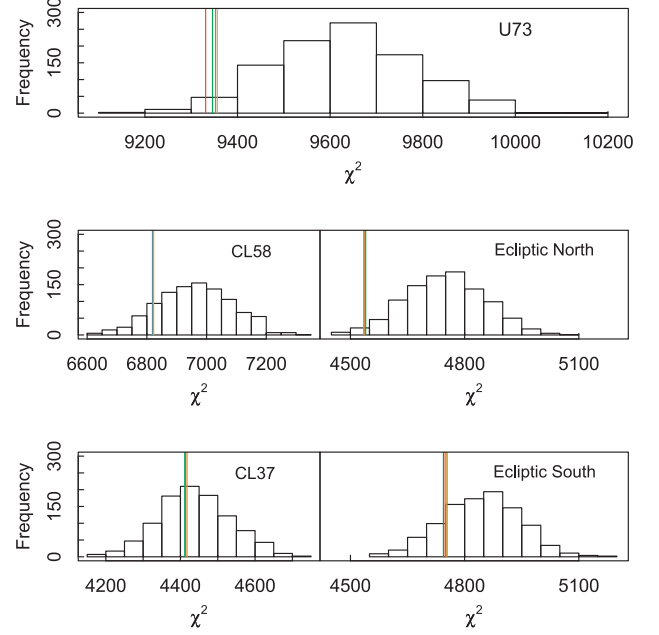 U73
Frequency
0 150 300
9200 9400 9600 9800 10000 10200
χ²
CL58
Ecliptic North
Frequency
0 150 300
6600 6800 7000 7200
4500 4800 5100
χ²
χ²
CL37
Ecliptic South
Frequency
0 150 300
4200 4400 4600
4500 4800 5100
χ²
χ²